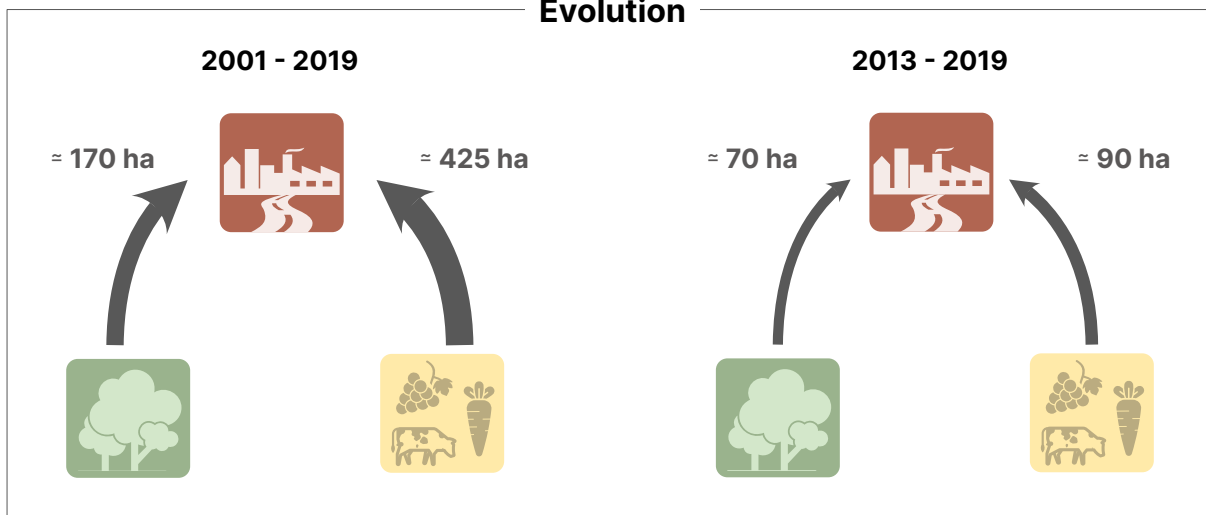 Evolution
2001 - 2019
2013 - 2019
≃ 170 ha
≃ 425 ha
≃ 70 ha
≃ 90 ha